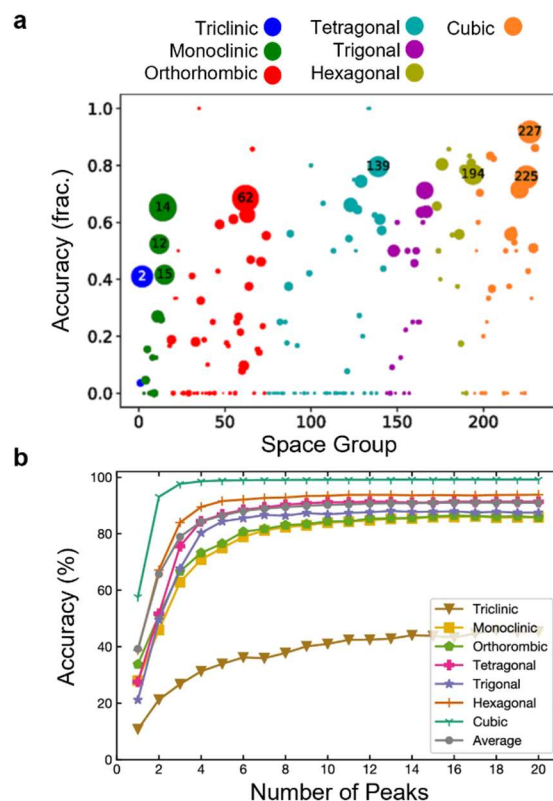 a
Triclinic Tetragonal Cubic
Monoclinic Trigonal
Orthorhombic Hexagonal
Accuracy (frac.)
1.0
0.8
0.6
0.4
0.2
0.0
227
139
194
225
14
62
12
2
15
0 50 100 150 200
Space Group
b
Accuracy (%)
100
80
60
40
20
0
Triclinic
Monoclinic
Orthorombic
Tetragonal
Trigonal
Hexagonal
Cubic
Average
0 2 4 6 8 10 12 14 16 18 20
Number of Peaks